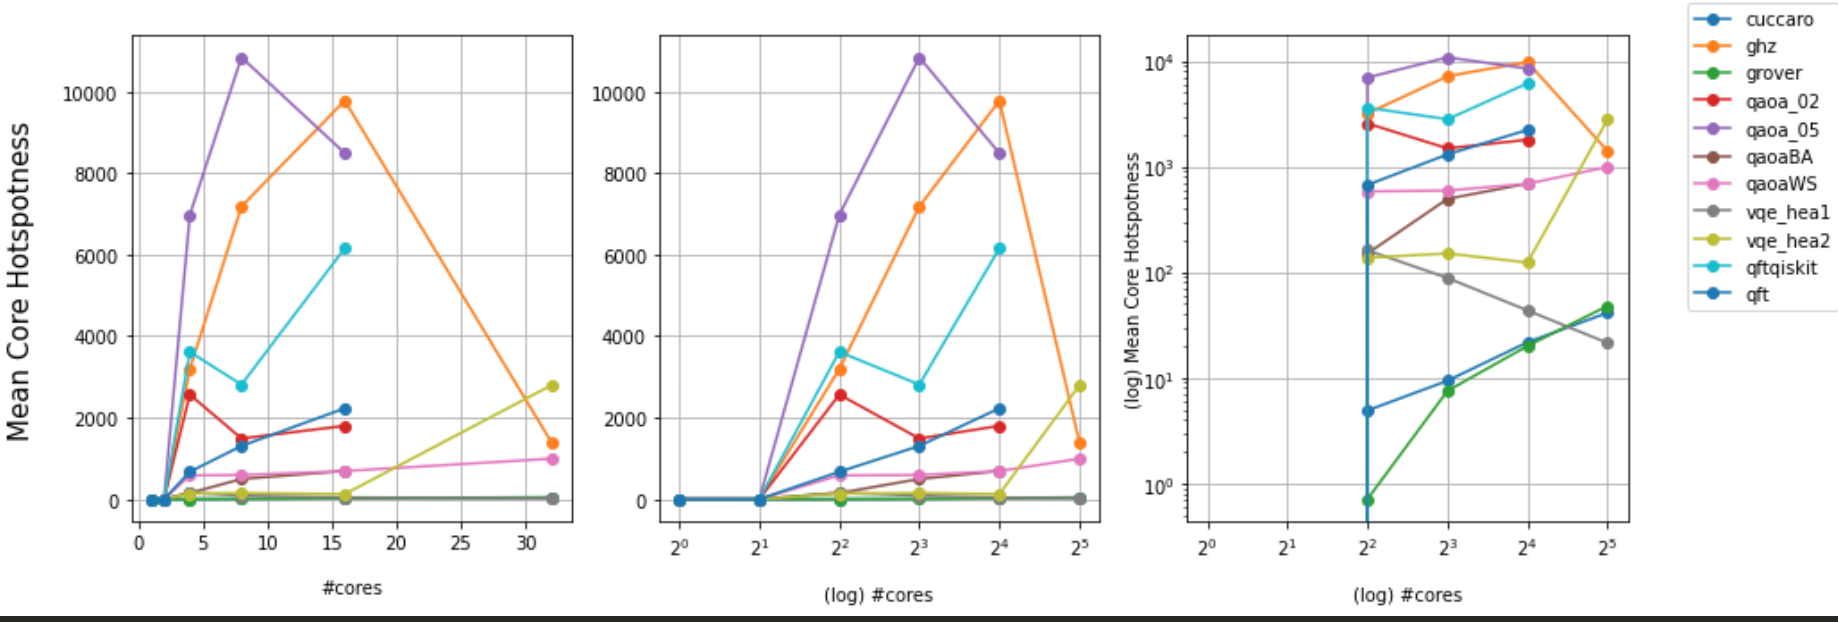 Mean Core Hotspotness
10000
8000
6000
4000
2000
0
0 5 10 15 20 25 30
#cores
10000
8000
6000
4000
2000
0
2⁰ 2¹ 2² 2³ 2⁴ 2⁵
(log) #cores
(log) Mean Core Hotspotness
10⁴
10³
10²
10¹
10⁰
2⁰ 2¹ 2² 2³ 2⁴ 2⁵
(log) #cores
cuccaro
ghz
grover
qaoa_02
qaoa_05
qaoaBA
qaoaWS
vqe_hea1
vqe_hea2
qftqiskit
qft